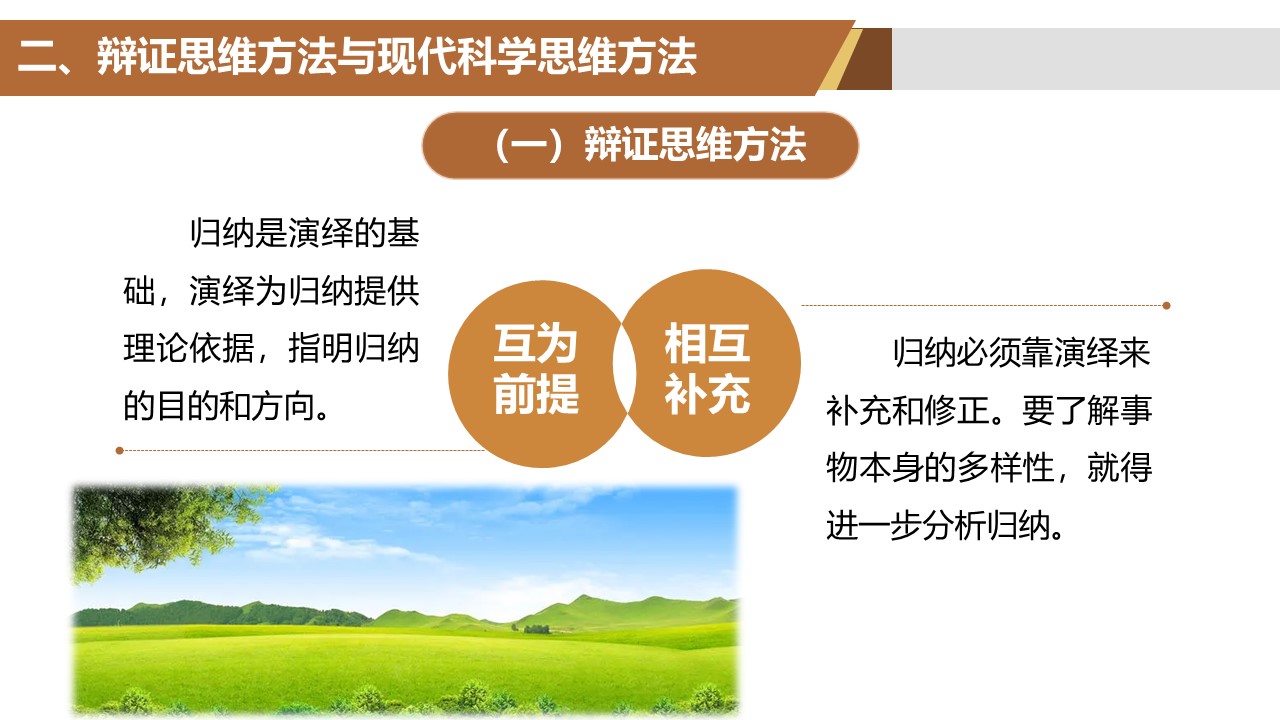 二、辩证思维方法与现代科学思维方法
（一）辩证思维方法
归纳是演绎的基
础，演绎为归纳提供
理论依据，指明归纳
的目的和方向。
互为
前提
相互
补充
归纳必须靠演绎来
补充和修正。要了解事
物本身的多样性，就得
进一步分析归纳。